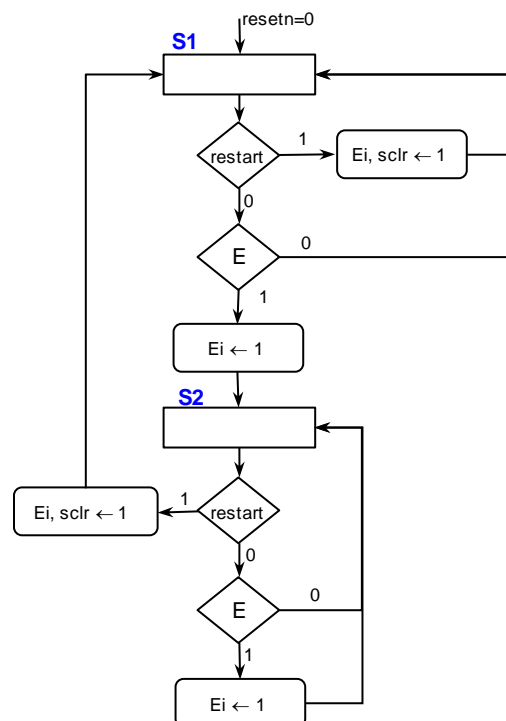 resetn=0
S1
restart
1
Ei, sclr ← 1
0
E
0
1
Ei ← 1
S2
restart
1
Ei, sclr ← 1
0
E
0
1
Ei ← 1